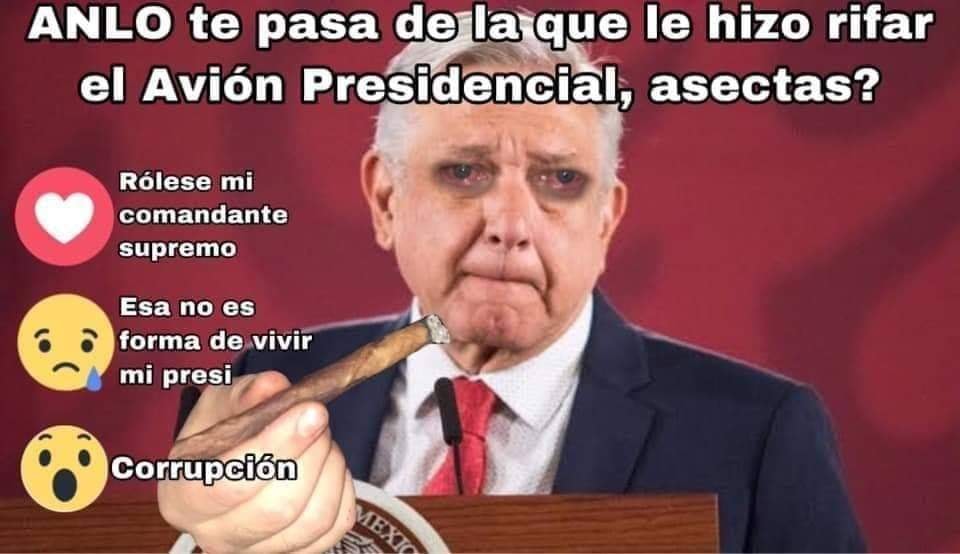 ANLO te pasa de la que le hizo rifar
el Avión Presidencial, asectas?
Rólese mi
comandante
supremo
Esa no es
forma de vivir
mi presi
Corrupción
MEXIC